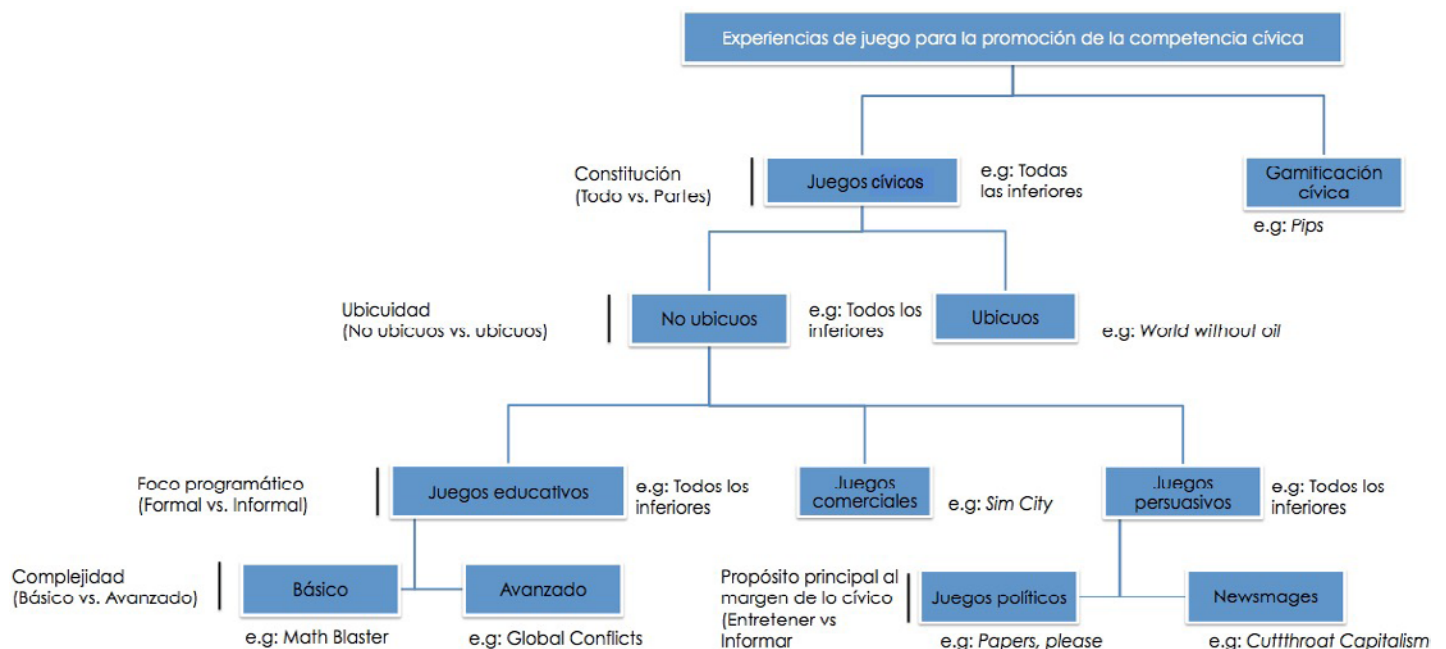 Experiencias de juego para la promoción de la competencia cívica
Constitución
(Todo vs. Partes)
Juegos cívicos
e.g: Todas
las inferiores
Gamiticación
cívica
e.g: Pips
Ubicuidad
(No ubicuos vs. ubicuos)
No ubicuos
e.g: Todos los
inferiores
Ubicuos
e.g: World without oil
Foco programático
(Formal vs. Informal)
Juegos educativos
e.g: Todos los
inferiores
Juegos
comerciales
e.g: Sim City
Juegos
persuasivos
e.g: Todos los
inferiores
Complejidad
(Básico vs. Avanzado)
Básico
e.g: Math Blaster
Avanzado
e.g: Global Conflicts
Propósito principal al
margen de lo cívico
(Entretener vs
Informar
Juegos políticos
e.g: Papers, please
Newsmages
e.g: Cuttthroat Capitalism